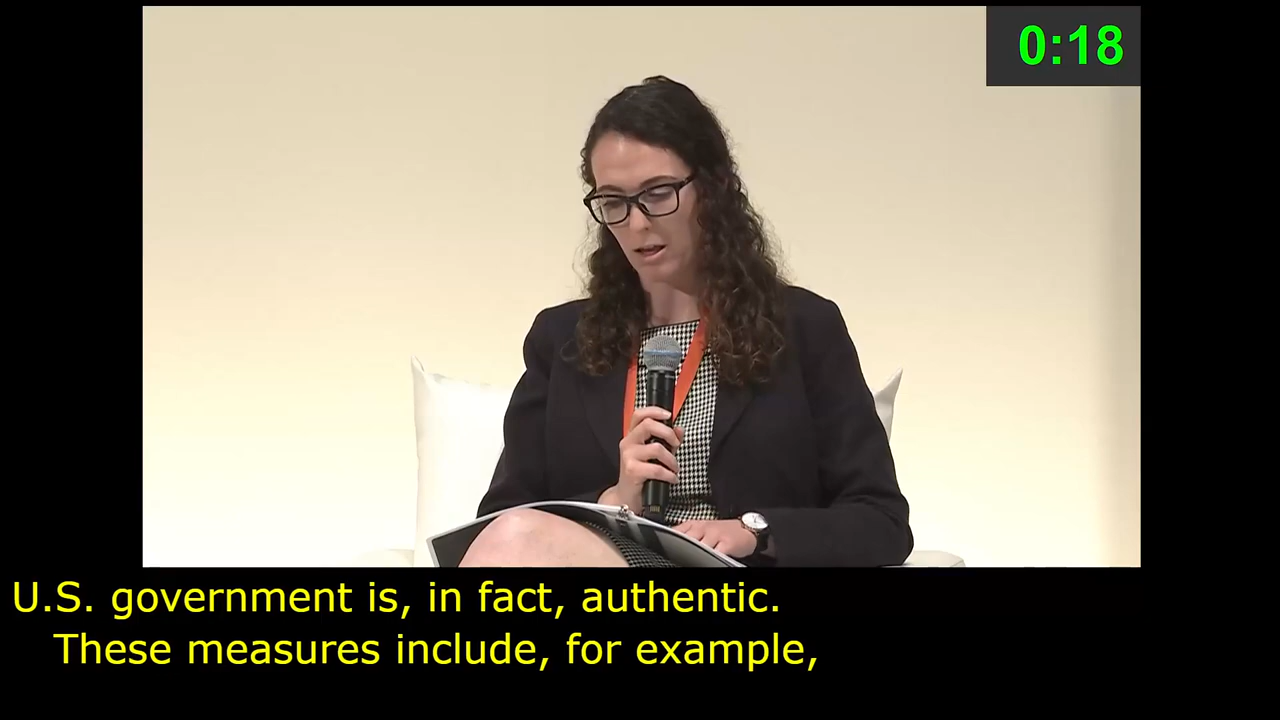 0:18
U.S. government is, in fact, authentic.
These measures include, for example,